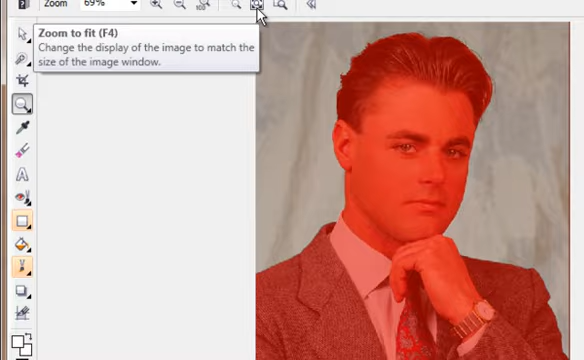 Zoom 69%
Zoom to fit (F4)
Change the display of the image to match the
size of the image window.